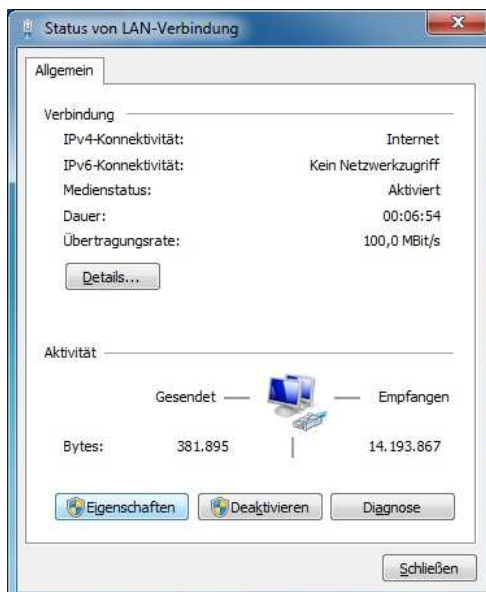 Status von LAN-Verbindung
Allgemein
Verbindung
IPv4-Konnektivität: Internet
IPv6-Konnektivität: Kein Netzwerkzugriff
Medienstatus: Aktiviert
Dauer: 00:06:54
Übertragungsrate: 100,0 MBit/s
Details...
Aktivität
Gesendet Empfangen
Bytes: 381.895 14.193.867
Eigenschaften Deaktivieren Diagnose
Schließen